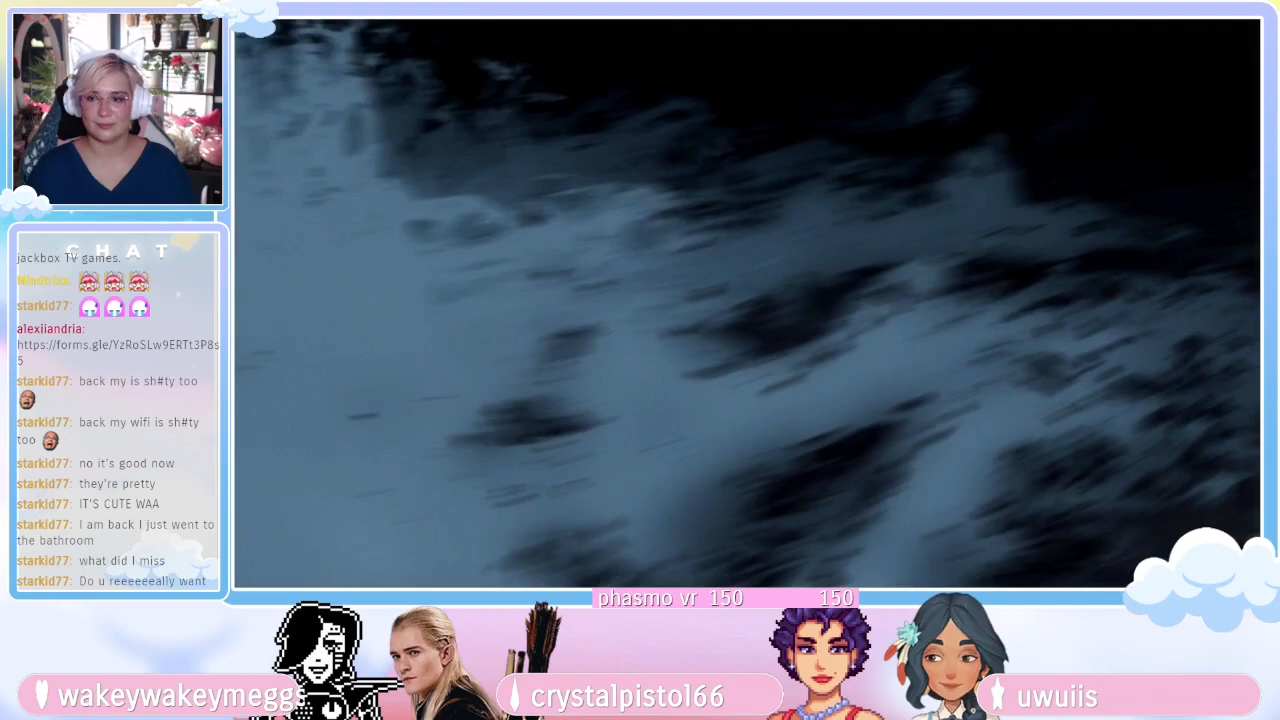 CHAT
jackbox TV games.
Mindtrixx:
starkid77:
alexiiandria:
https://forms.gle/YzRoSLw9ERTt3P8s
5
starkid77: back my is sh#ty too
starkid77: back my wifi is sh#ty
too
starkid77: no it's good now
starkid77: they're pretty
starkid77: IT'S CUTE WAA
starkid77: I am back I just went to
the bathroom
starkid77: what did I miss
starkid77: Do u reeeeeeally want
phasmo vr 150 150
wakeywakeymeggs
crystalpistol66
uwuiis